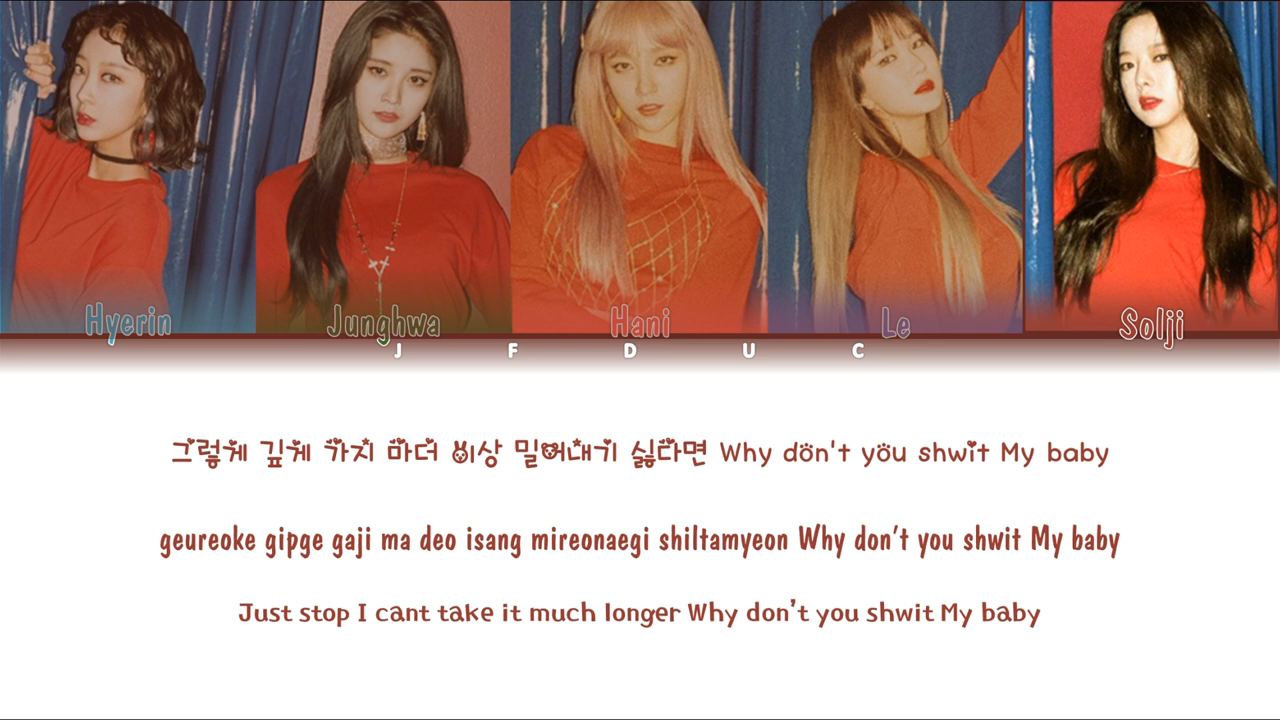 Hyerin Junghwa Hani Le Solji
J F D U C
그렇게 깊게 가지 마더 이상 밀어내기 싫다면 Why don't you shwit My baby
geureoke gipge gaji ma deo isang mireonaegi shiltamyeon Why don’t you shwit My baby
Just stop I cant take it much longer Why don’t you shwit My baby